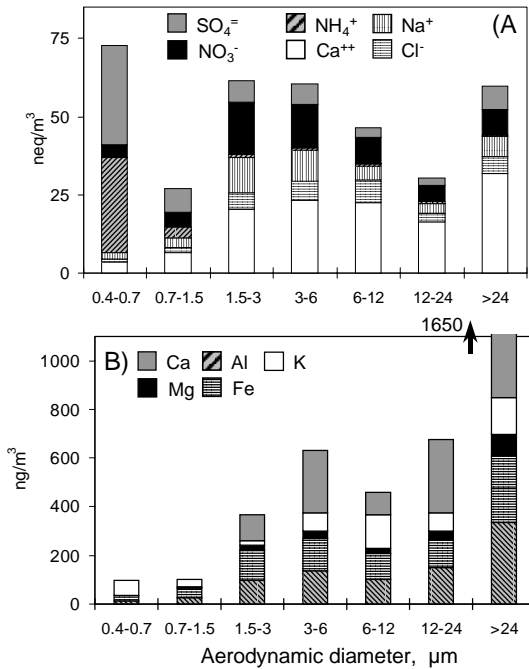 (A
SO₄⁼ NH₄⁺ Na⁺
NO₃⁻ Ca⁺⁺ Cl⁻
75
50
25
0
neq/m³
0.4-0.7 0.7-1.5 1.5-3 3-6 6-12 12-24 >24
1650
B) Ca Al K
Mg Fe
1000
800
600
400
200
0
ng/m³
0.4-0.7 0.7-1.5 1.5-3 3-6 6-12 12-24 >24
Aerodynamic diameter, µm